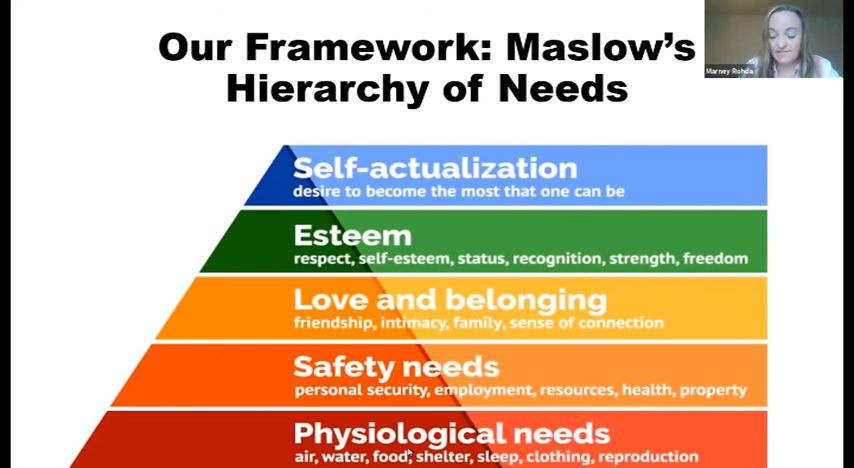 Our Framework: Maslow's
Hierarchy of Needs
Marney Rohda
Self-actualization
desire to become the most that one can be
Esteem
respect, self-esteem, status, recognition, strength, freedom
Love and belonging
friendship, intimacy, family, sense of connection
Safety needs
personal security, employment, resources, health, property
Physiological needs
air, water, food, shelter, sleep, clothing, reproduction